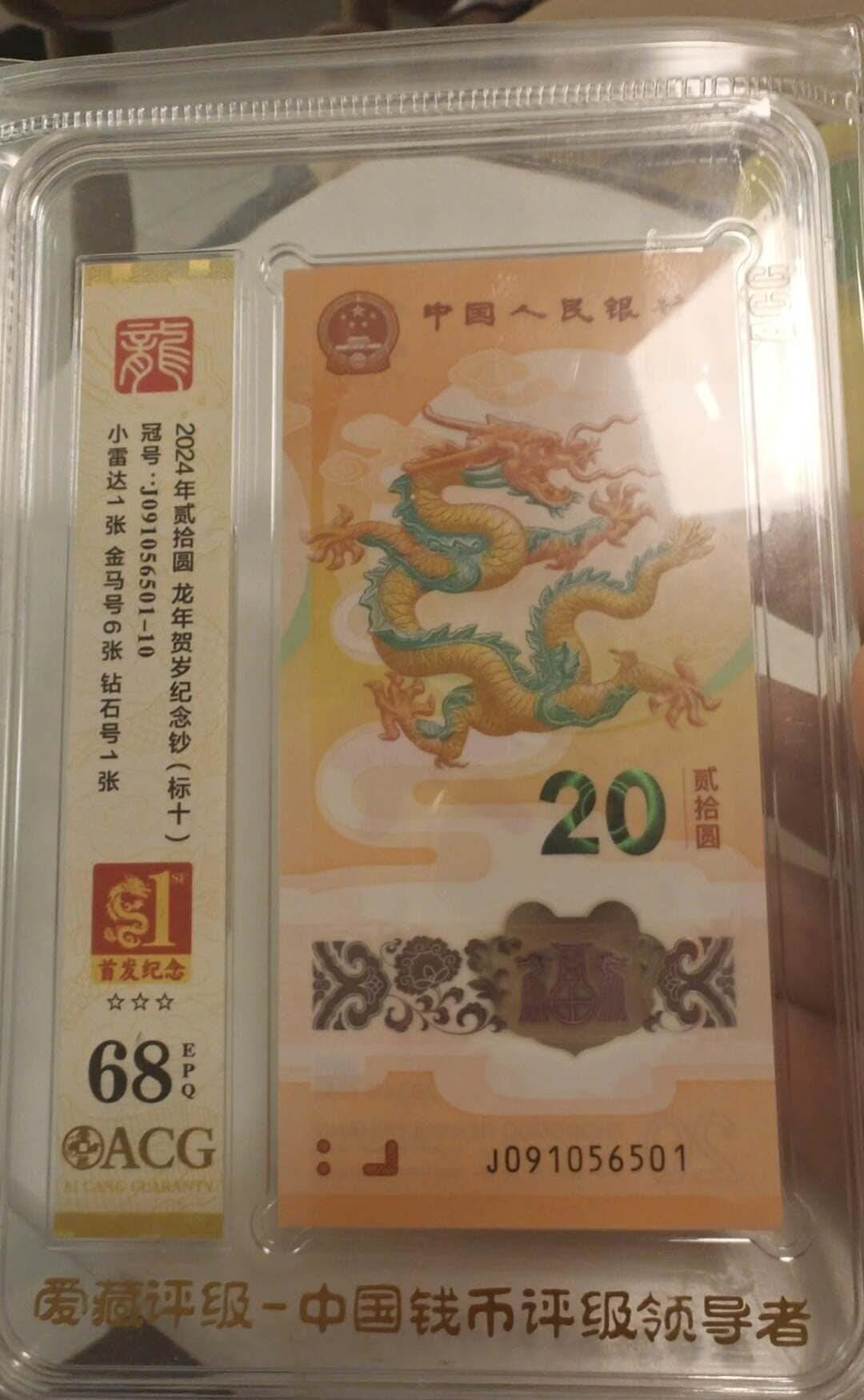 龍
2024年贰拾圆 龙年贺岁纪念钞(标十)
冠号:J091056501-10
小雷达1张 金马号6张 钻石号1张
1
首发纪念
☆☆☆
68 EPQ
ACG
AI CANG GUARANTY
中国人民银
20
贰拾圆
J091056501
爱藏评级-中国钱币评级领导者